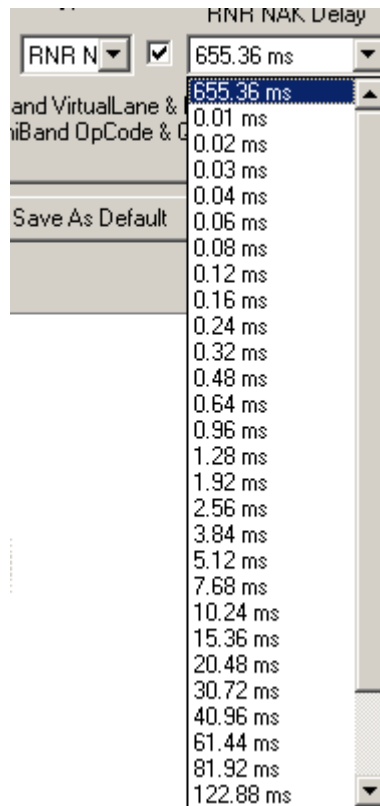 RNR NAK Delay
RNR N
655.36 ms
and VirtualLane &
niBand OpCode &
Save As Default
655.36 ms
0.01 ms
0.02 ms
0.03 ms
0.04 ms
0.06 ms
0.08 ms
0.12 ms
0.16 ms
0.24 ms
0.32 ms
0.48 ms
0.64 ms
0.96 ms
1.28 ms
1.92 ms
2.56 ms
3.84 ms
5.12 ms
7.68 ms
10.24 ms
15.36 ms
20.48 ms
30.72 ms
40.96 ms
61.44 ms
81.92 ms
122.88 ms